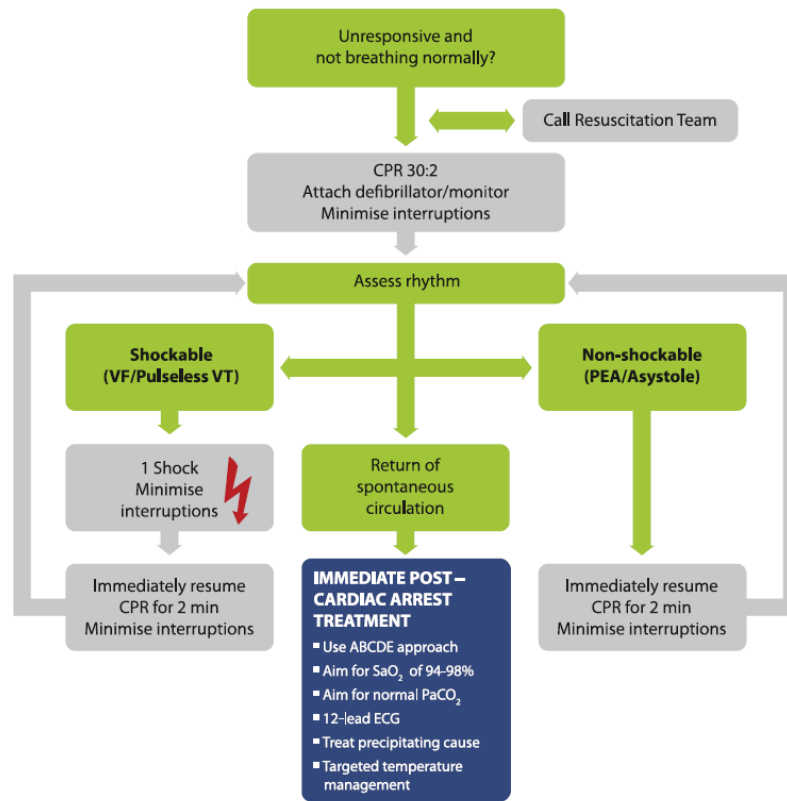 Unresponsive and
not breathing normally?
Call Resuscitation Team
CPR 30:2
Attach defibrillator/monitor
Minimise interruptions
Assess rhythm
Shockable
(VF/Pulseless VT)
Non-shockable
(PEA/Asystole)
1 Shock
Minimise
interruptions
Return of
spontaneous
circulation
Immediately resume
CPR for 2 min
Minimise interruptions
IMMEDIATE POST –
CARDIAC ARREST
TREATMENT
▪ Use ABCDE approach
▪ Aim for SaO₂ of 94-98%
▪ Aim for normal PaCO₂
▪ 12-lead ECG
▪ Treat precipitating cause
▪ Targeted temperature
management
Immediately resume
CPR for 2 min
Minimise interruptions